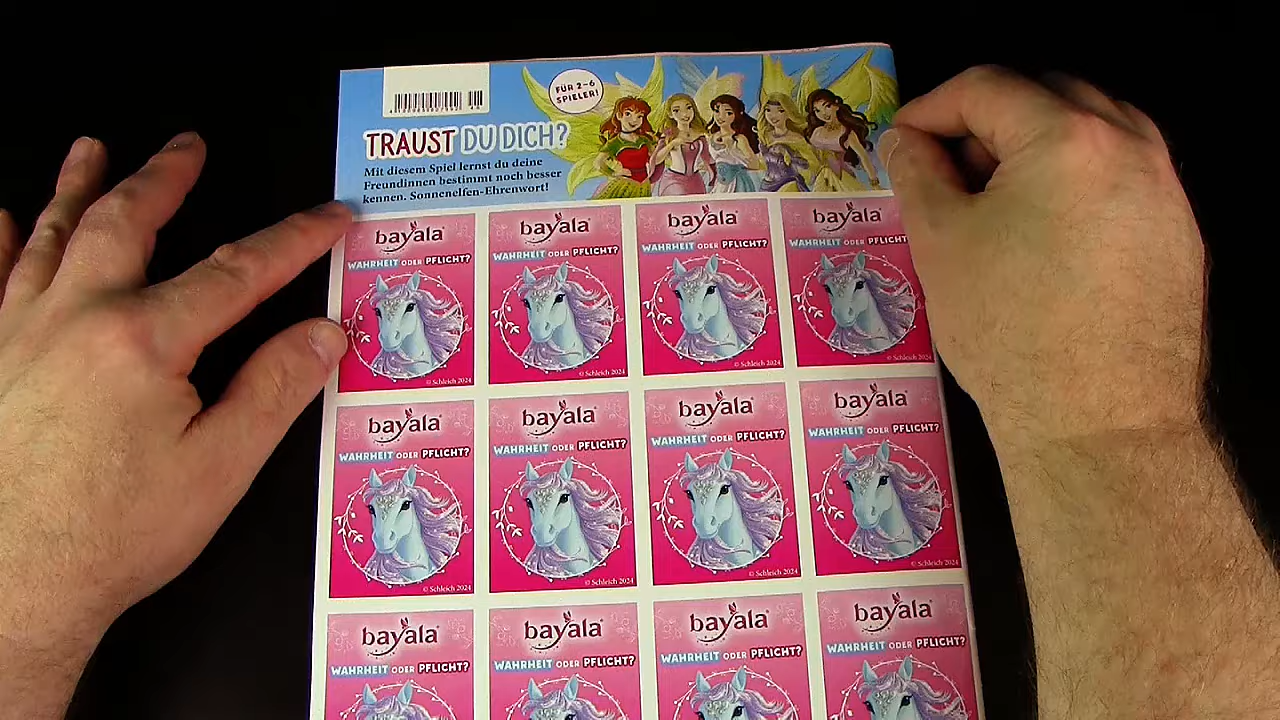 FÜR 2-6
SPIELER!
TRAUST DU DICH?
Mit diesem Spiel lernst du deine
Freundinnen bestimmt noch besser
kennen. Sonnenelfen-Ehrenwort!
bayala®
WAHRHEIT ODER PFLICHT?
© Schleich 2024
bayala®
WAHRHEIT ODER PFLICHT?
© Schleich 2024
bayala®
WAHRHEIT ODER PFLICHT?
© Schleich 2024
bayala®
WAHRHEIT ODER PFLICHT
© Schleich 2024
bayala®
WAHRHEIT ODER PFLICHT?
© Schleich 2024
bayala®
WAHRHEIT ODER PFLICHT?
© Schleich 2024
bayala®
WAHRHEIT ODER PFLICHT?
© Schleich 2024
bayala®
WAHRHEIT ODER PFLICHT?
© Schleich 2024
bayala®
WAHRHEIT ODER PFLICHT?
bayala®
WAHRHEIT ODER PFLICHT?
bayala®
WAHRHEIT ODER PFLICHT?
bayala®
WAHRHEIT ODER PFLICHT?